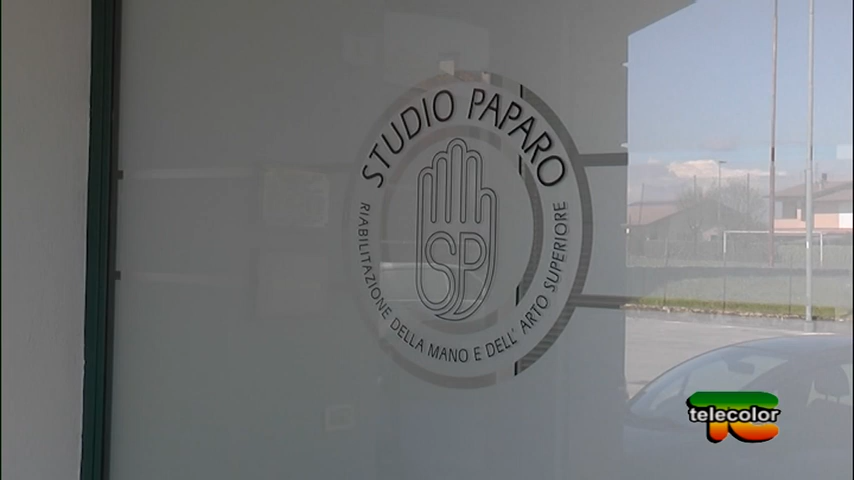 STUDIO PAPARO
SP
RIABILITAZIONE DELLA MANO E DELL' ARTO SUPERIORE
telecolor